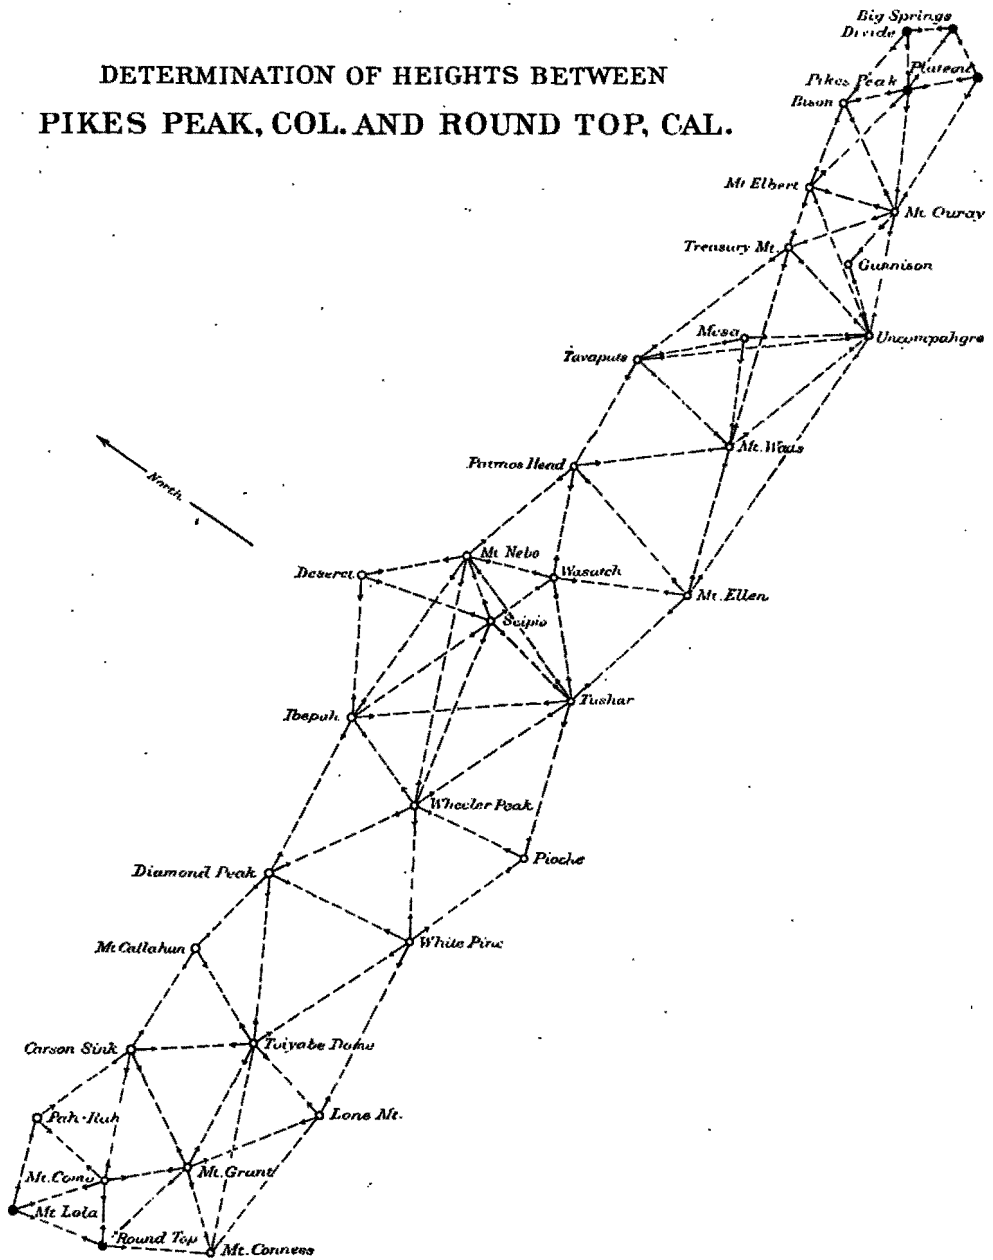 DETERMINATION OF HEIGHTS BETWEEN
PIKES PEAK, COL. AND ROUND TOP, CAL.
Big Springs
Divide
Pikes Peak
Plateau
Bison
Mt Elbert
Mt. Ouray
Treasury Mt.
Gunnison
Mesa
Uncompahgre
Tavaputs
Mt. Waas
Patmos Head
North
Mt Nebo
Deseret
Wasatch
Mt. Ellen
Scipio
Ibepah
Tushar
Wheeler Peak
Pioche
Diamond Peak
Mt Callahan
White Pine
Carson Sink
Toiyabe Dome
Pah-Rah
Lone Mt.
Mt. Como
Mt. Grant
Mt Lola
Round Top
Mt. Conness